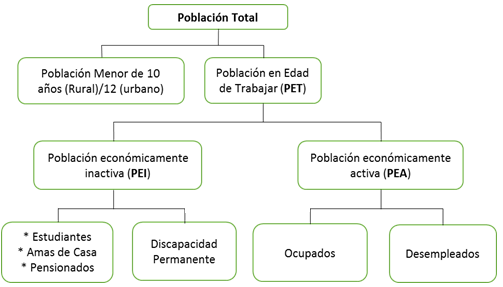 Población Total
Población Menor de 10
años (Rural)/12 (urbano)
Población en Edad
de Trabajar (PET)
Población económicamente
inactiva (PEI)
Población económicamente
activa (PEA)
* Estudiantes
* Amas de Casa
* Pensionados
Discapacidad
Permanente
Ocupados
Desempleados